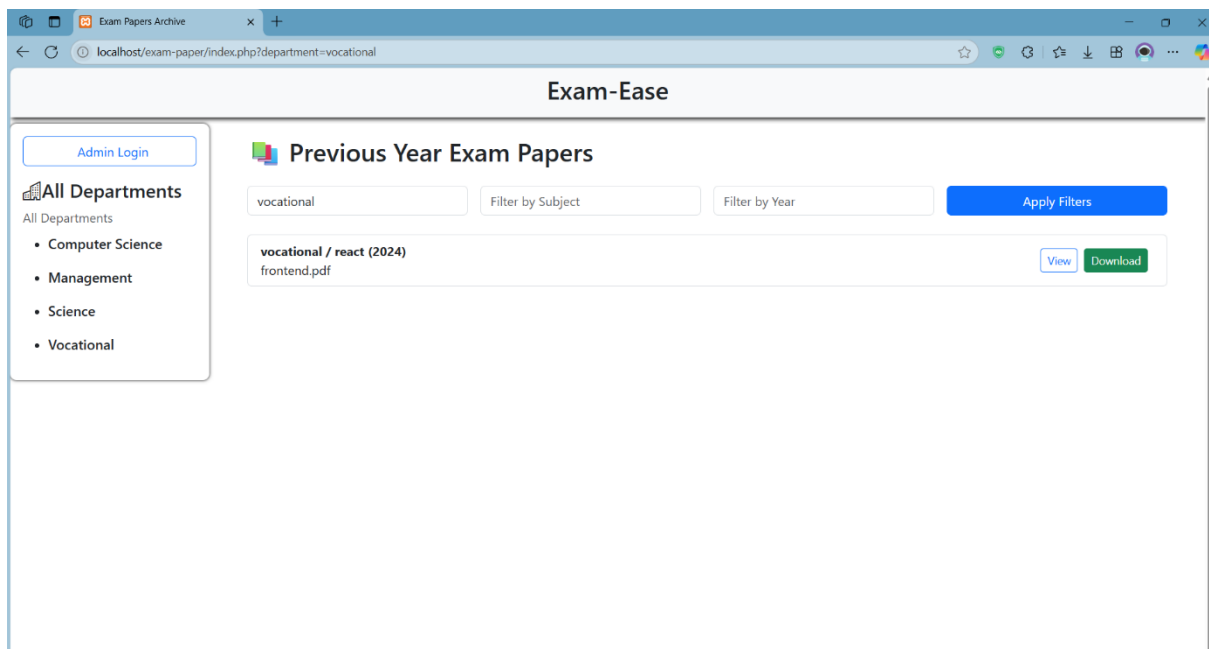 Exam Papers Archive
localhost/exam-paper/index.php?department=vocational
Exam-Ease
Admin Login
All Departments
All Departments
Computer Science
Management
Science
Vocational
Previous Year Exam Papers
vocational Filter by Subject Filter by Year Apply Filters
vocational / react (2024)
frontend.pdf
View Download